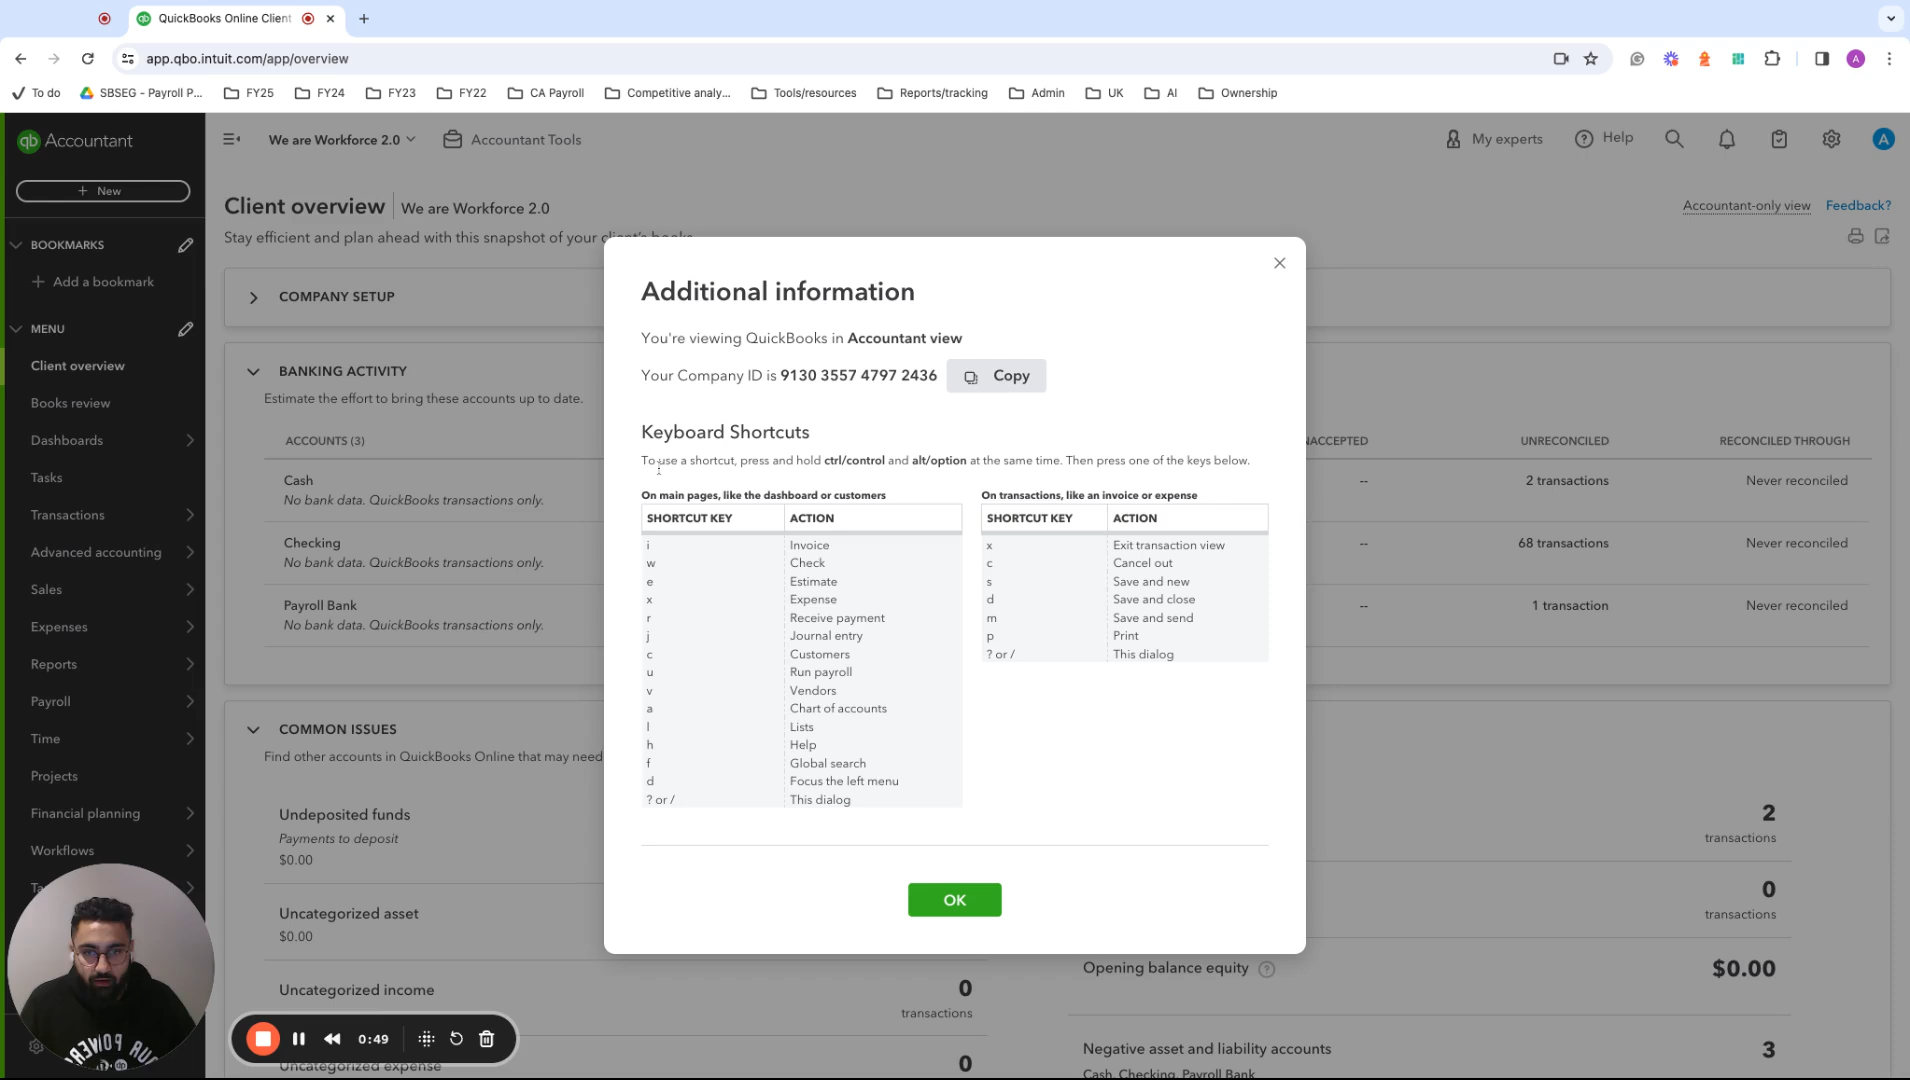 QuickBooks Online Client
app.qbo.intuit.com/app/overview
To do
SBSEG - Payroll P...
FY25
FY24
FY23
FY22
CA Payroll
Competitive analy...
Tools/resources
Reports/tracking
Admin
UK
AI
Ownership
A
qb Accountant
We are Workforce 2.0
Accountant Tools
My experts
Help
A
+ New
BOOKMARKS
+ Add a bookmark
MENU
Client overview
Books review
Dashboards
Tasks
Transactions
Advanced accounting
Sales
Expenses
Reports
Payroll
Time
Projects
Financial planning
Workflows
Client overview
We are Workforce 2.0
Accountant-only view
Feedback?
Stay efficient and plan ahead with this snapshot of your client's books.
COMPANY SETUP
BANKING ACTIVITY
Estimate the effort to bring these accounts up to date.
ACCOUNTS (3)
UNRECONCILED
RECONCILED THROUGH
Cash
No bank data. QuickBooks transactions only.
--
2 transactions
Never reconciled
Checking
No bank data. QuickBooks transactions only.
--
68 transactions
Never reconciled
Payroll Bank
No bank data. QuickBooks transactions only.
--
1 transaction
Never reconciled
COMMON ISSUES
Find other accounts in QuickBooks Online that may need
Undeposited funds
Payments to deposit
$0.00
2
transactions
Uncategorized asset
$0.00
0
transactions
Uncategorized income
0
transactions
Opening balance equity
$0.00
Uncategorized expense
0
Negative asset and liability accounts
3
Cash, Checking, Payroll Bank
Additional information
You're viewing QuickBooks in Accountant view
Your Company ID is 9130 3557 4797 2436
Copy
Keyboard Shortcuts
To use a shortcut, press and hold ctrl/control and alt/option at the same time. Then press one of the keys below.
On main pages, like the dashboard or customers
SHORTCUT KEY ACTION
i Invoice
w Check
e Estimate
x Expense
r Receive payment
j Journal entry
c Customers
u Run payroll
v Vendors
a Chart of accounts
l Lists
h Help
f Global search
d Focus the left menu
? or / This dialog
On transactions, like an invoice or expense
SHORTCUT KEY ACTION
x Exit transaction view
c Cancel out
s Save and new
d Save and close
m Save and send
p Print
? or / This dialog
OK
0:49